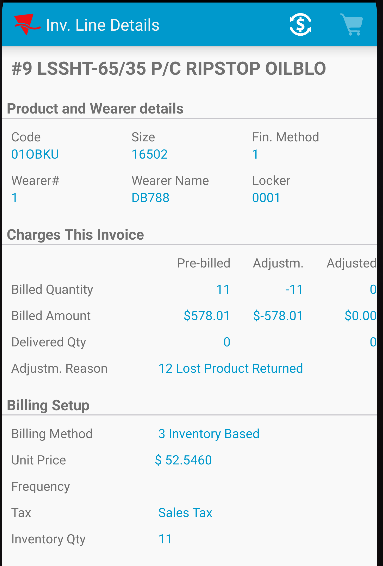 Inv. Line Details
#9 LSSHT-65/35 P/C RIPSTOP OILBLO
Product and Wearer details
Code Size Fin. Method
01OBKU 16502 1
Wearer# Wearer Name Locker
1 DB788 0001
Charges This Invoice
Pre-billed Adjustm. Adjusted
Billed Quantity 11 -11 0
Billed Amount $578.01 $-578.01 $0.00
Delivered Qty 0 0
Adjustm. Reason 12 Lost Product Returned
Billing Setup
Billing Method 3 Inventory Based
Unit Price $ 52.5460
Frequency
Tax Sales Tax
Inventory Qty 11